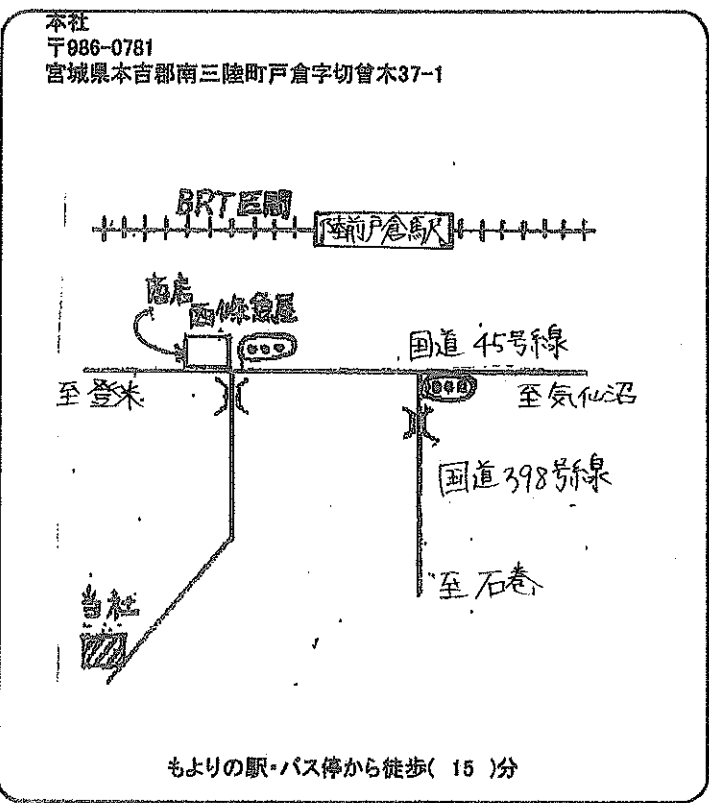 本社
〒986-0781
宮城県本吉郡南三陸町戸倉字切曽木37-1
BRT区間
陸前戸倉駅
商店
西條魚屋
国道 45号線
至 登米
至 気仙沼
国道398号線
至 石巻
当社
もよりの駅・バス停から徒歩( 15 )分